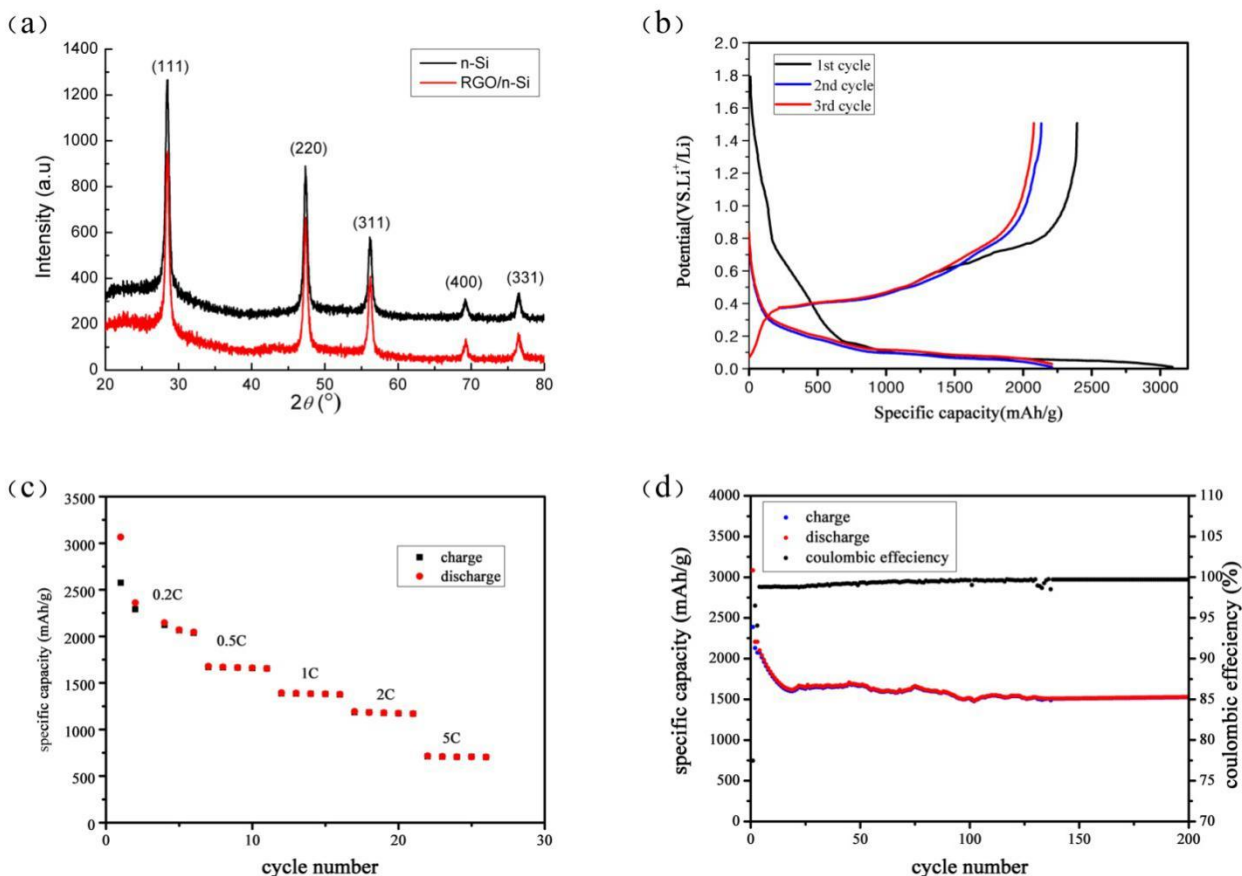 (a)
1400
1200
1000
800
600
400
200
0
Intensity (a.u)
(111)
(220)
(311)
(400)
(331)
n-Si
RGO/n-Si
20 30 40 50 60 70 80
2θ (°)
(b)
2.0
1.8
1.6
1.4
1.2
1.0
0.8
0.6
0.4
0.2
0.0
Potential(VS.Li⁺/Li)
1st cycle
2nd cycle
3rd cycle
0 500 1000 1500 2000 2500 3000
Specific capacity(mAh/g)
(c)
3500
3000
2500
2000
1500
1000
500
0
specific capacity (mAh/g)
charge
discharge
0.2C
0.5C
1C
2C
5C
0 10 20 30
cycle number
(d)
4000
3500
3000
2500
2000
1500
1000
500
0
specific capacity (mAh/g)
charge
discharge
coulombic effeciency
110
105
100
95
90
85
80
75
70
coulombic effeciency (%)
0 50 100 150 200
cycle number